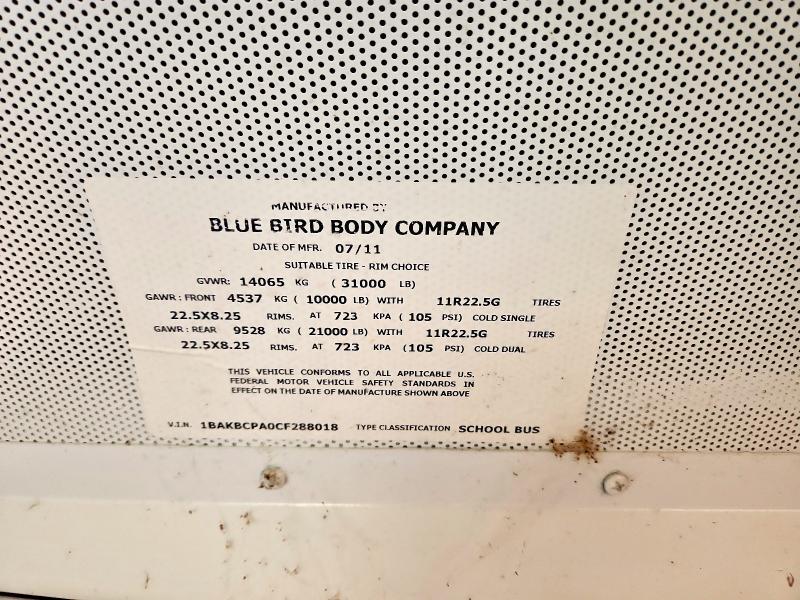 MANUFACTURED BY
BLUE BIRD BODY COMPANY
DATE OF MFR. 07/11
SUITABLE TIRE - RIM CHOICE
GVWR: 14065 KG ( 31000 LB)
GAWR : FRONT 4537 KG ( 10000 LB) WITH 11R22.5G TIRES
22.5X8.25 RIMS. AT 723 KPA ( 105 PSI) COLD SINGLE
GAWR : REAR 9528 KG ( 21000 LB) WITH 11R22.5G TIRES
22.5X8.25 RIMS. AT 723 KPA (105 PSI) COLD DUAL
THIS VEHICLE CONFORMS TO ALL APPLICABLE U.S.
FEDERAL MOTOR VEHICLE SAFETY STANDARDS IN
EFFECT ON THE DATE OF MANUFACTURE SHOWN ABOVE
V.I.N. 1BAKBCPA0CF288018 TYPE CLASSIFICATION SCHOOL BUS